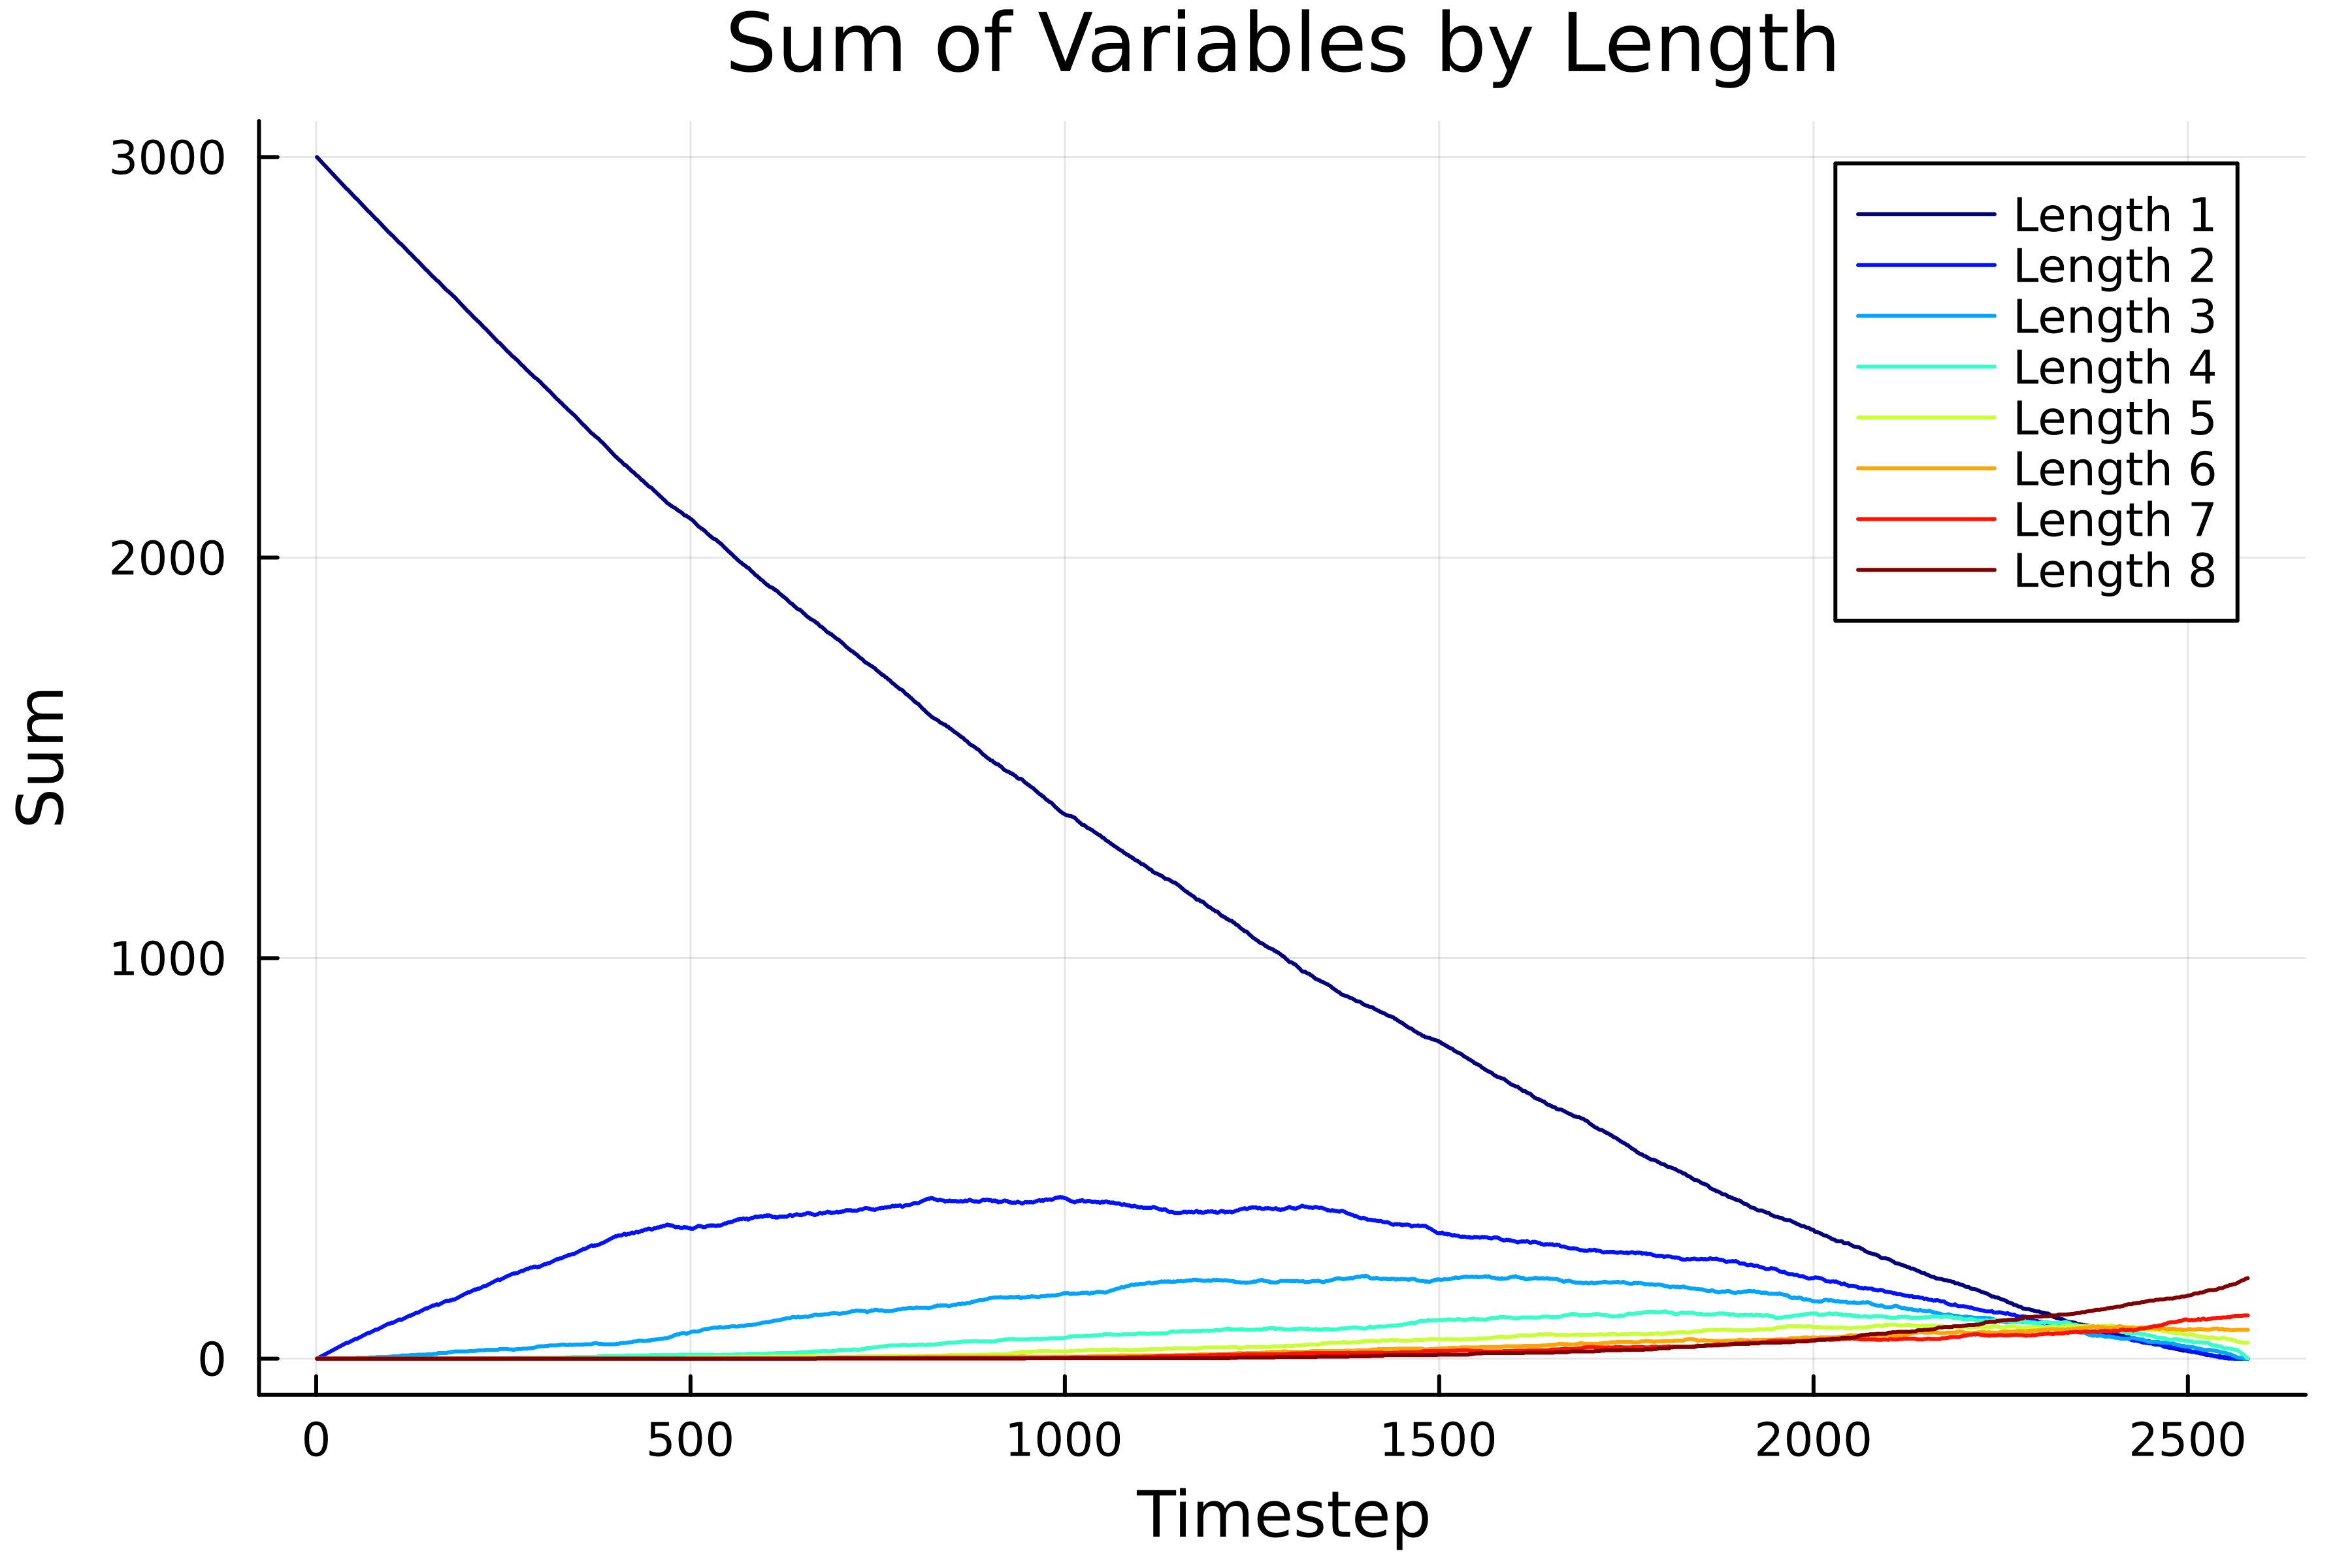 Sum of Variables by Length
Sum
3000
2000
1000
0
Length 1
Length 2
Length 3
Length 4
Length 5
Length 6
Length 7
Length 8
0 500 1000 1500 2000 2500
Timestep